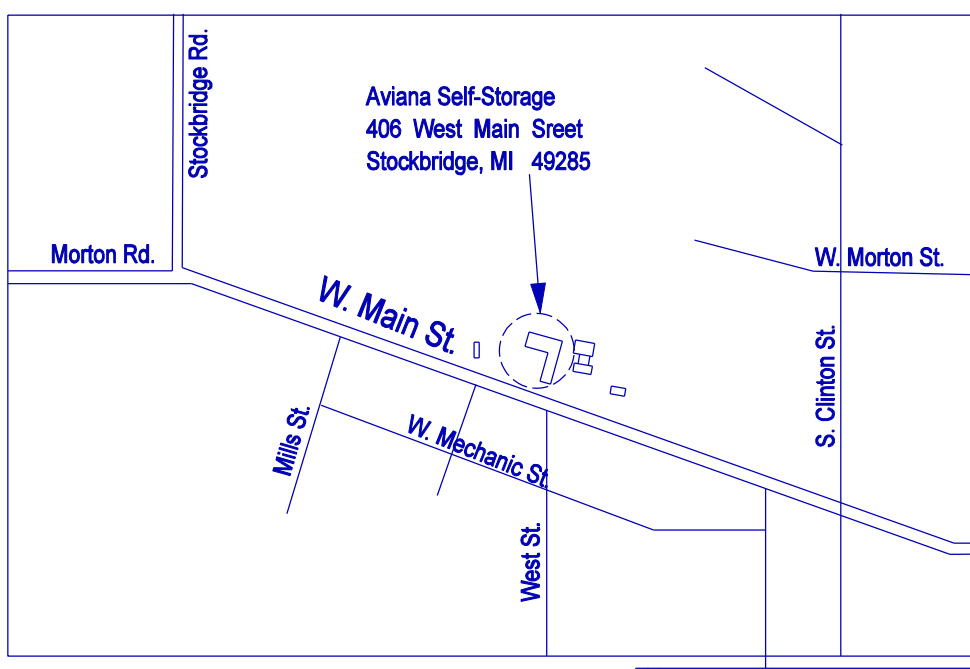 Stockbridge Rd.
Aviana Self-Storage
406 West Main Sreet
Stockbridge, MI 49285
Morton Rd.
W. Morton St.
W. Main St.
S. Clinton St.
Mills St.
W. Mechanic St.
West St.